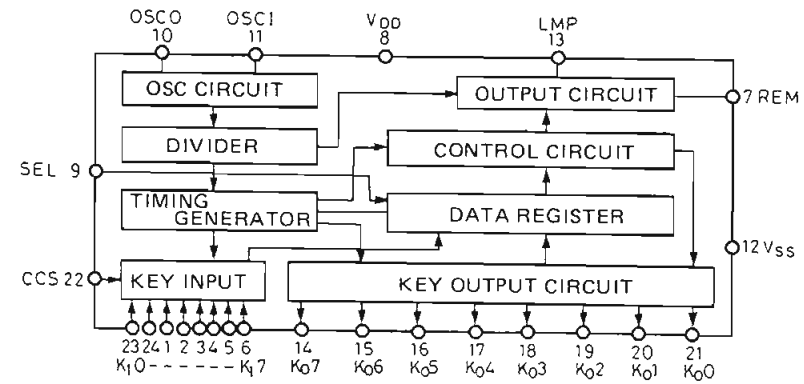 OSCO OSCI VDD LMP
10 11 8 13
OSC CIRCUIT OUTPUT CIRCUIT
7 REM
DIVIDER CONTROL CIRCUIT
SEL 9
TIMING
GENERATOR DATA REGISTER
12 VSS
CCS 22 KEY INPUT KEY OUTPUT CIRCUIT
23 24 1 2 3 4 5 6 14 15 16 17 18 19 20 21
KI0 - - - - - - KI7 KO7 KO6 KO5 KO4 KO3 KO2 KO1 KO0